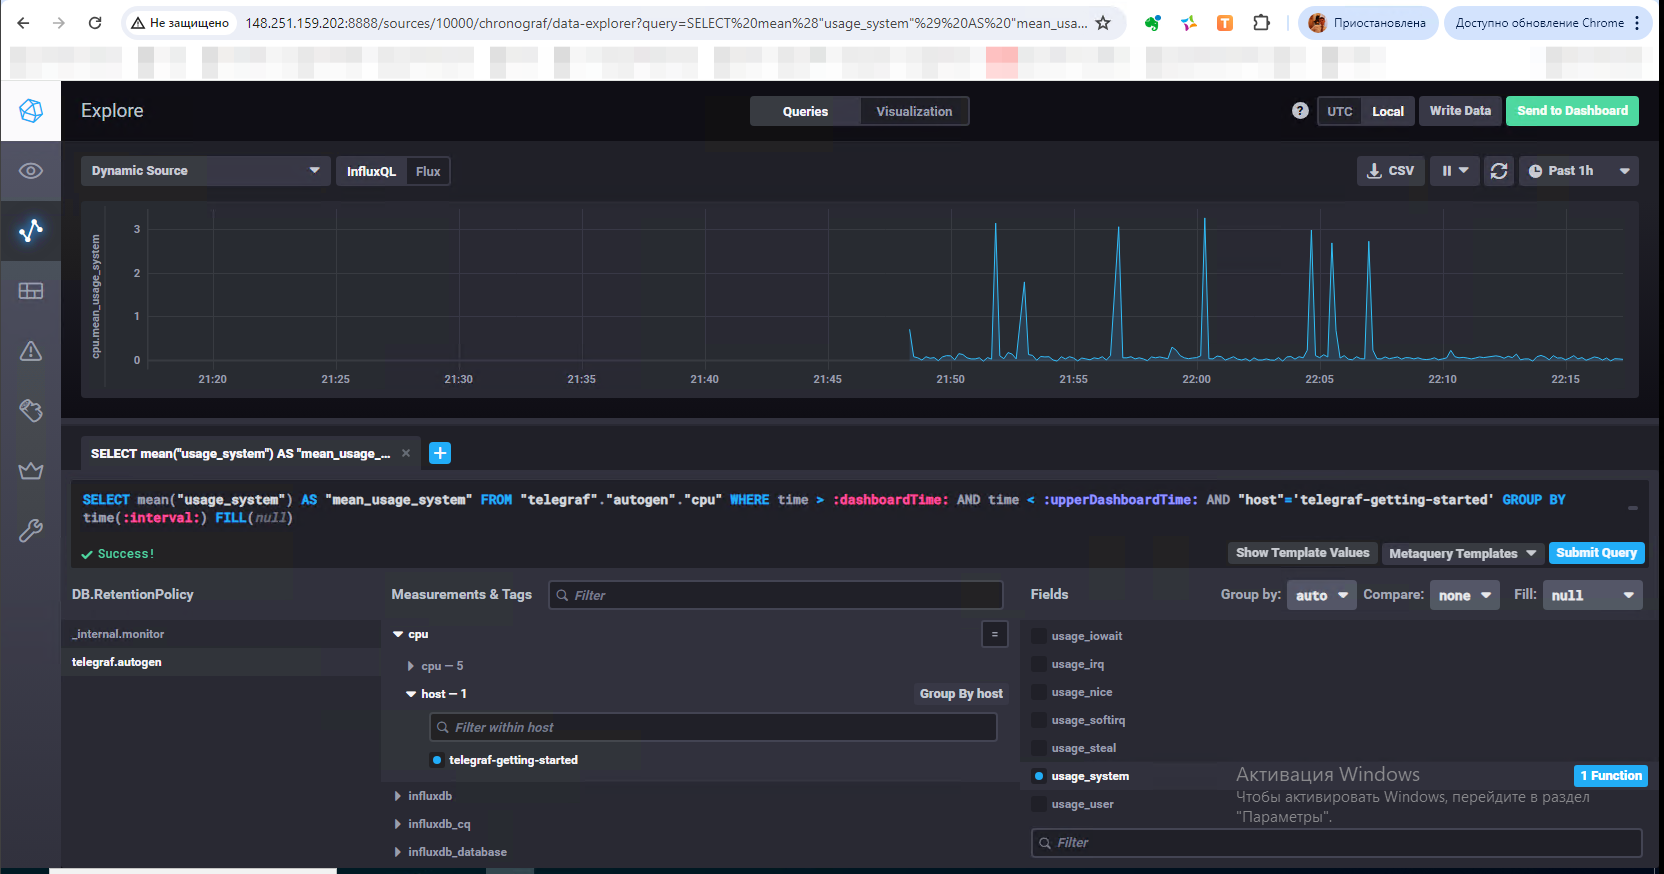 Не защищено
148.251.159.202:8888/sources/10000/chronograf/data-explorer?query=SELECT%20mean%28"usage_system"%29%20AS%20"mean_usa...
T
Приостановлена
Доступно обновление Chrome
Explore
Queries
Visualization
?
UTC
Local
Write Data
Send to Dashboard
Dynamic Source
InfluxQL
Flux
CSV
Past 1h
cpu.mean_usage_system
3
2
1
0
21:20
21:25
21:30
21:35
21:40
21:45
21:50
21:55
22:00
22:05
22:10
22:15
SELECT mean("usage_system") AS "mean_usage_...
SELECT mean("usage_system") AS "mean_usage_system" FROM "telegraf"."autogen"."cpu" WHERE time > :dashboardTime: AND time < :upperDashboardTime: AND "host"='telegraf-getting-started' GROUP BY
time(:interval:) FILL(null)
Success!
Show Template Values
Metaquery Templates
Submit Query
DB.RetentionPolicy
_internal.monitor
telegraf.autogen
Measurements & Tags
Filter
cpu
=
cpu — 5
host — 1
Group By host
Filter within host
telegraf-getting-started
influxdb
influxdb_cq
influxdb_database
Fields
Group by:
auto
Compare:
none
Fill:
null
usage_iowait
usage_irq
usage_nice
usage_softirq
usage_steal
usage_system
1 Function
usage_user
Filter
Активация Windows
Чтобы активировать Windows, перейдите в раздел
"Параметры".